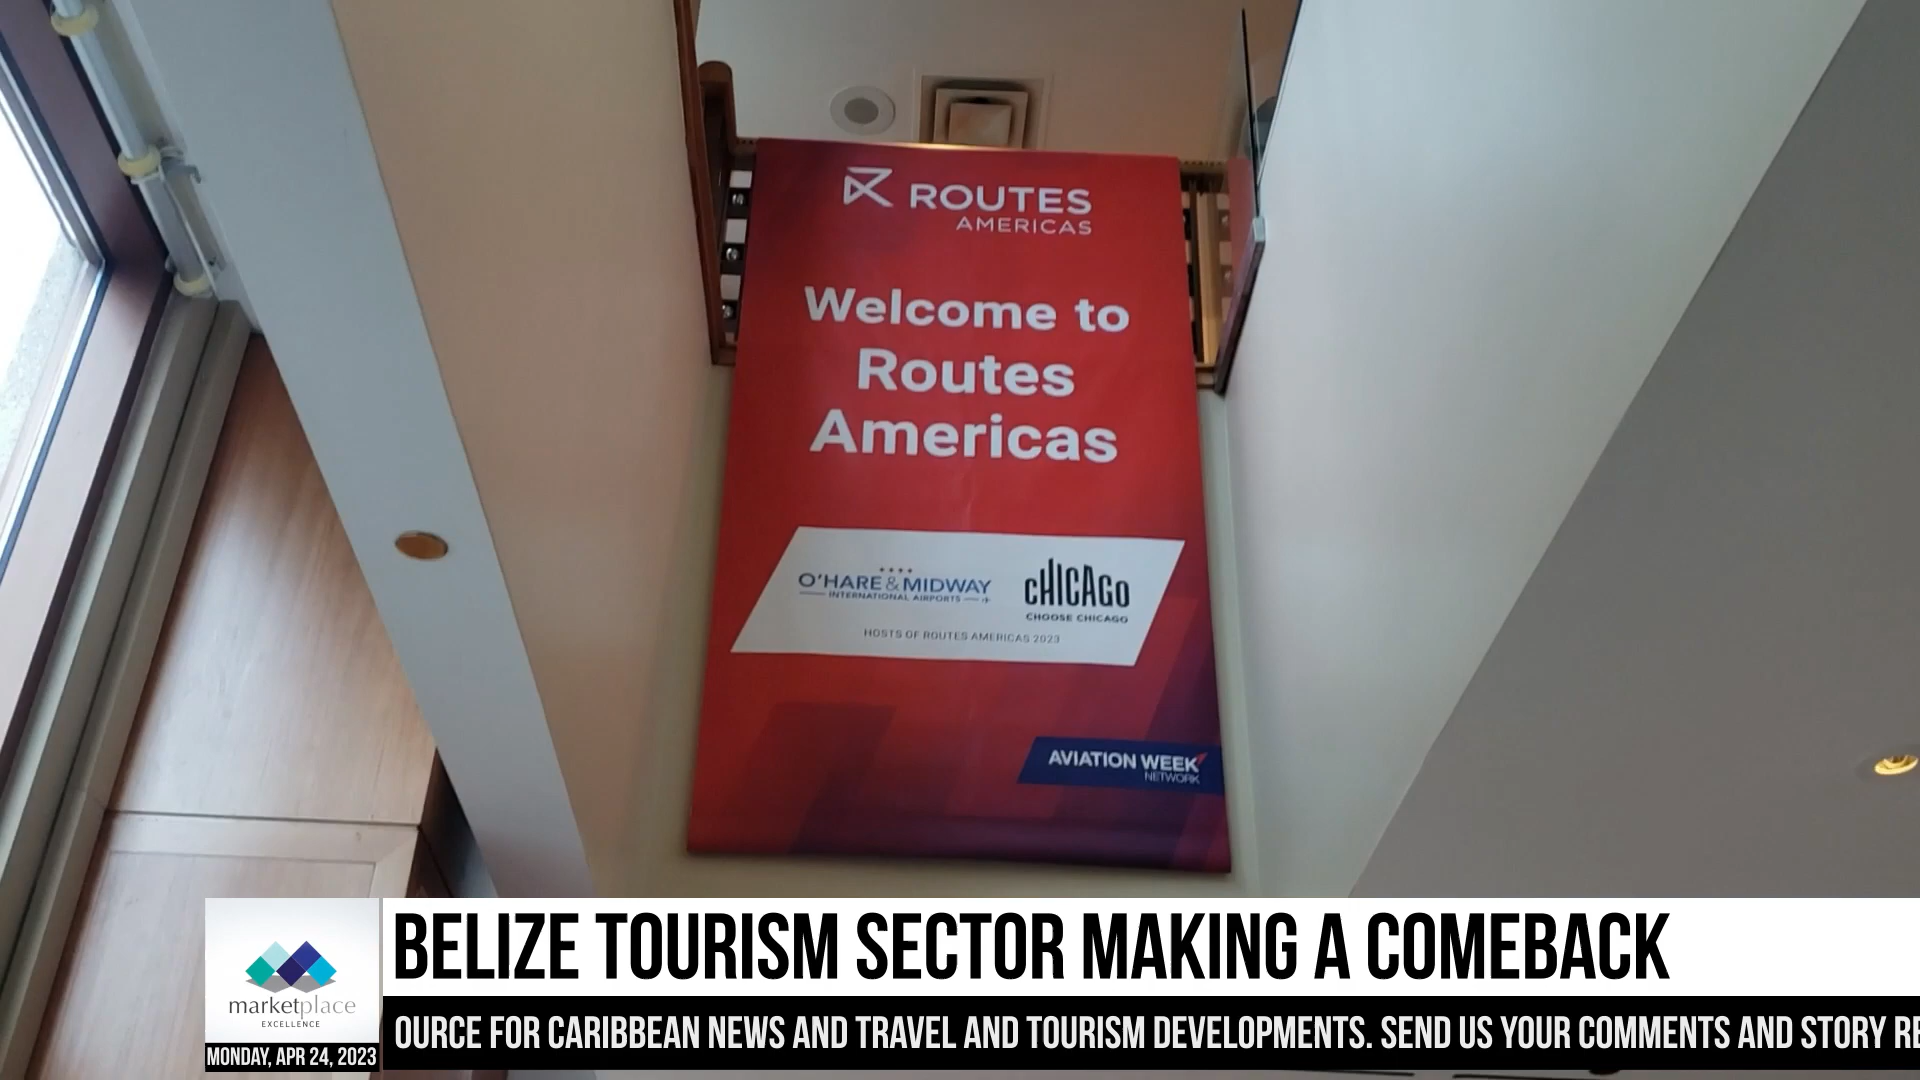 ROUTES
AMERICAS
Welcome to
Routes
Americas
O'HARE & MIDWAY
INTERNATIONAL AIRPORTS
CHICAGO
CHOOSE CHICAGO
HOSTS OF ROUTES AMERICAS 2023
AVIATION WEEK
NETWORK
BELIZE TOURISM SECTOR MAKING A COMEBACK
marketplace
EXCELLENCE
OURCE FOR CARIBBEAN NEWS AND TRAVEL AND TOURISM DEVELOPMENTS. SEND US YOUR COMMENTS AND STORY RE
MONDAY, APR 24, 2023